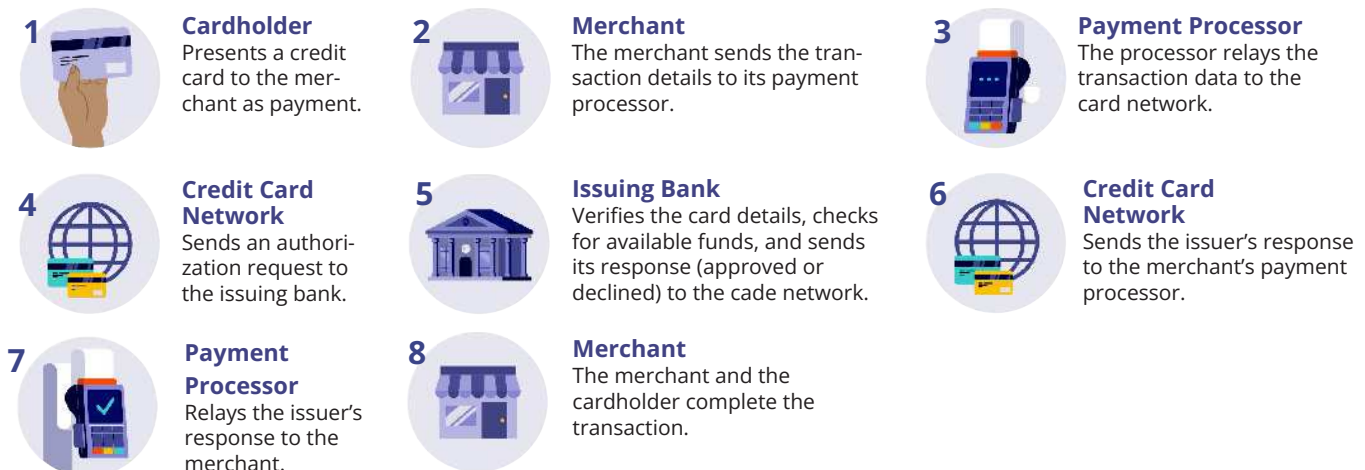 1
Cardholder
Presents a credit
card to the mer-
chant as payment.
2
Merchant
The merchant sends the tran-
saction details to its payment
processor.
3
Payment Processor
The processor relays the
transaction data to the
card network.
4
Credit Card
Network
Sends an authori-
zation request to
the issuing bank.
5
Issuing Bank
Verifies the card details, checks
for available funds, and sends
its response (approved or
declined) to the cade network.
6
Credit Card
Network
Sends the issuer’s response
to the merchant’s payment
processor.
7
Payment
Processor
Relays the issuer’s
response to the
merchant.
8
Merchant
The merchant and the
cardholder complete the
transaction.